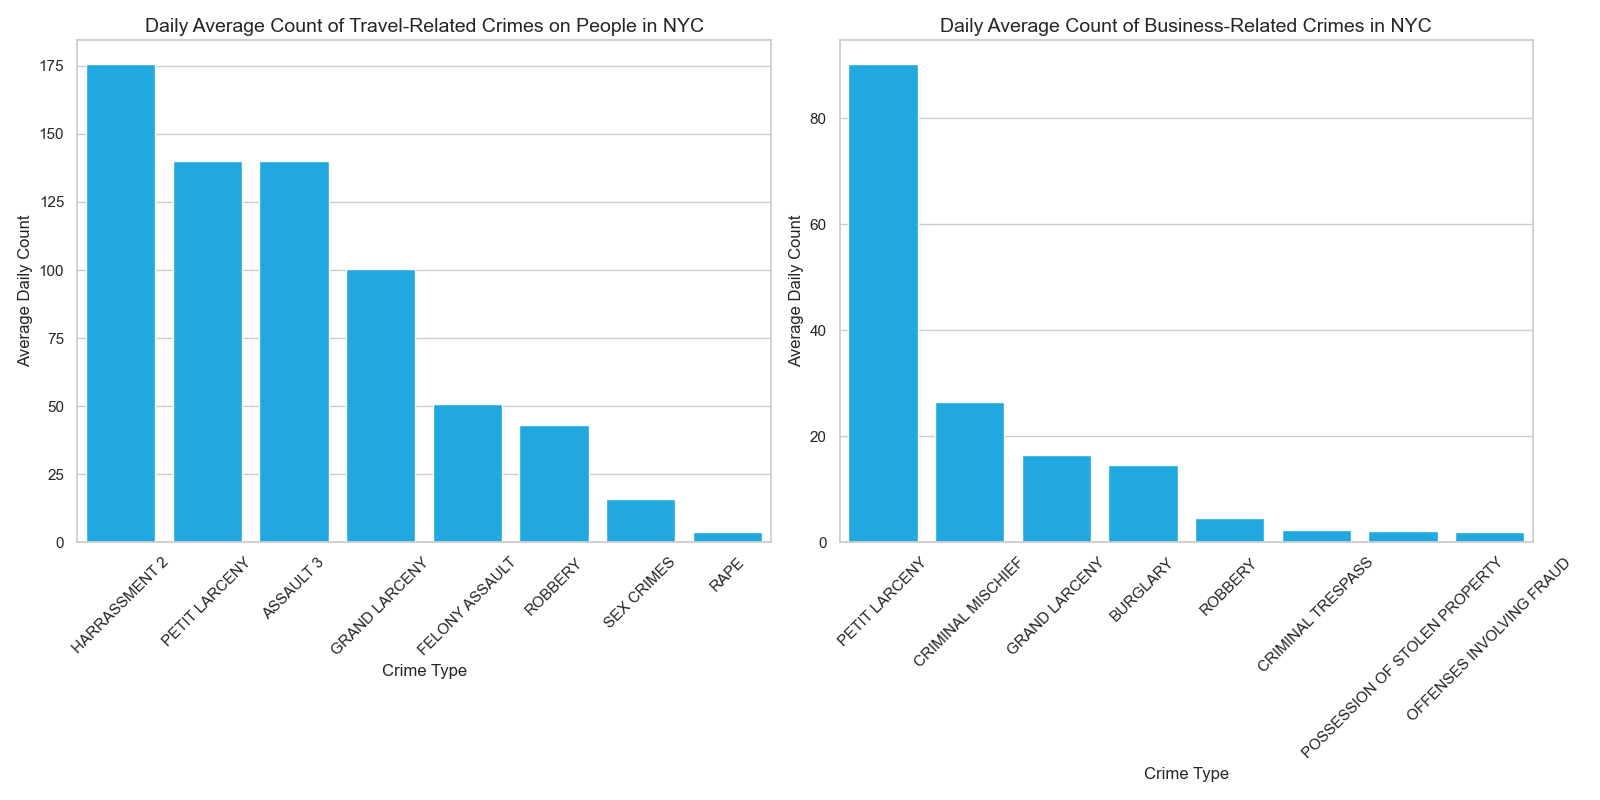 Daily Average Count of Travel-Related Crimes on People in NYC
Average Daily Count
175
150
125
100
75
50
25
0
HARRASSMENT 2
PETIT LARCENY
ASSAULT 3
GRAND LARCENY
FELONY ASSAULT
ROBBERY
SEX CRIMES
RAPE
Crime Type
Daily Average Count of Business-Related Crimes in NYC
Average Daily Count
80
60
40
20
0
PETIT LARCENY
CRIMINAL MISCHIEF
GRAND LARCENY
BURGLARY
ROBBERY
CRIMINAL TRESPASS
POSSESSION OF STOLEN PROPERTY
OFFENSES INVOLVING FRAUD
Crime Type